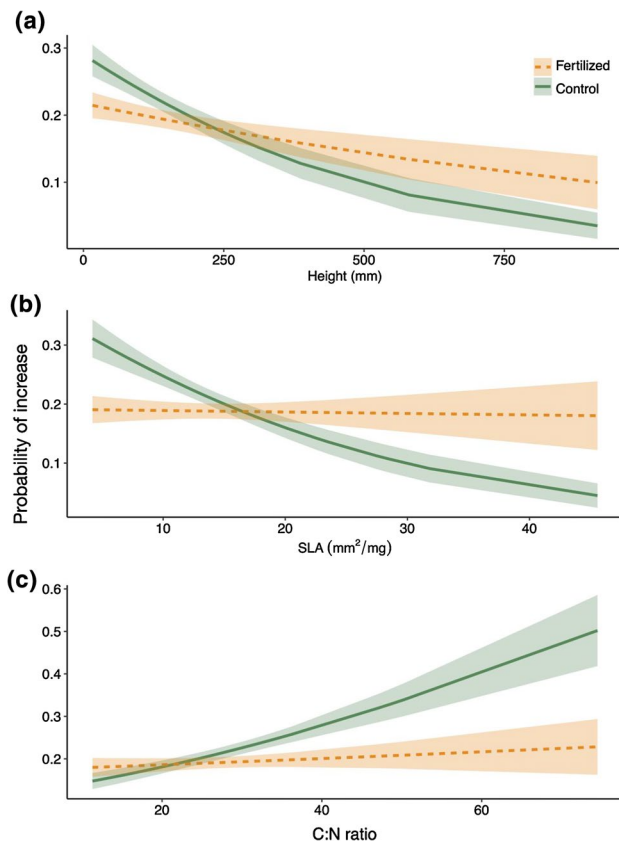 (a)
0.3
0.2
0.1
Fertilized
Control
0 250 500 750
Height (mm)
(b)
Probability of increase
0.3
0.2
0.1
10 20 30 40
SLA (mm²/mg)
(c)
0.6
0.5
0.4
0.3
0.2
20 40 60
C:N ratio